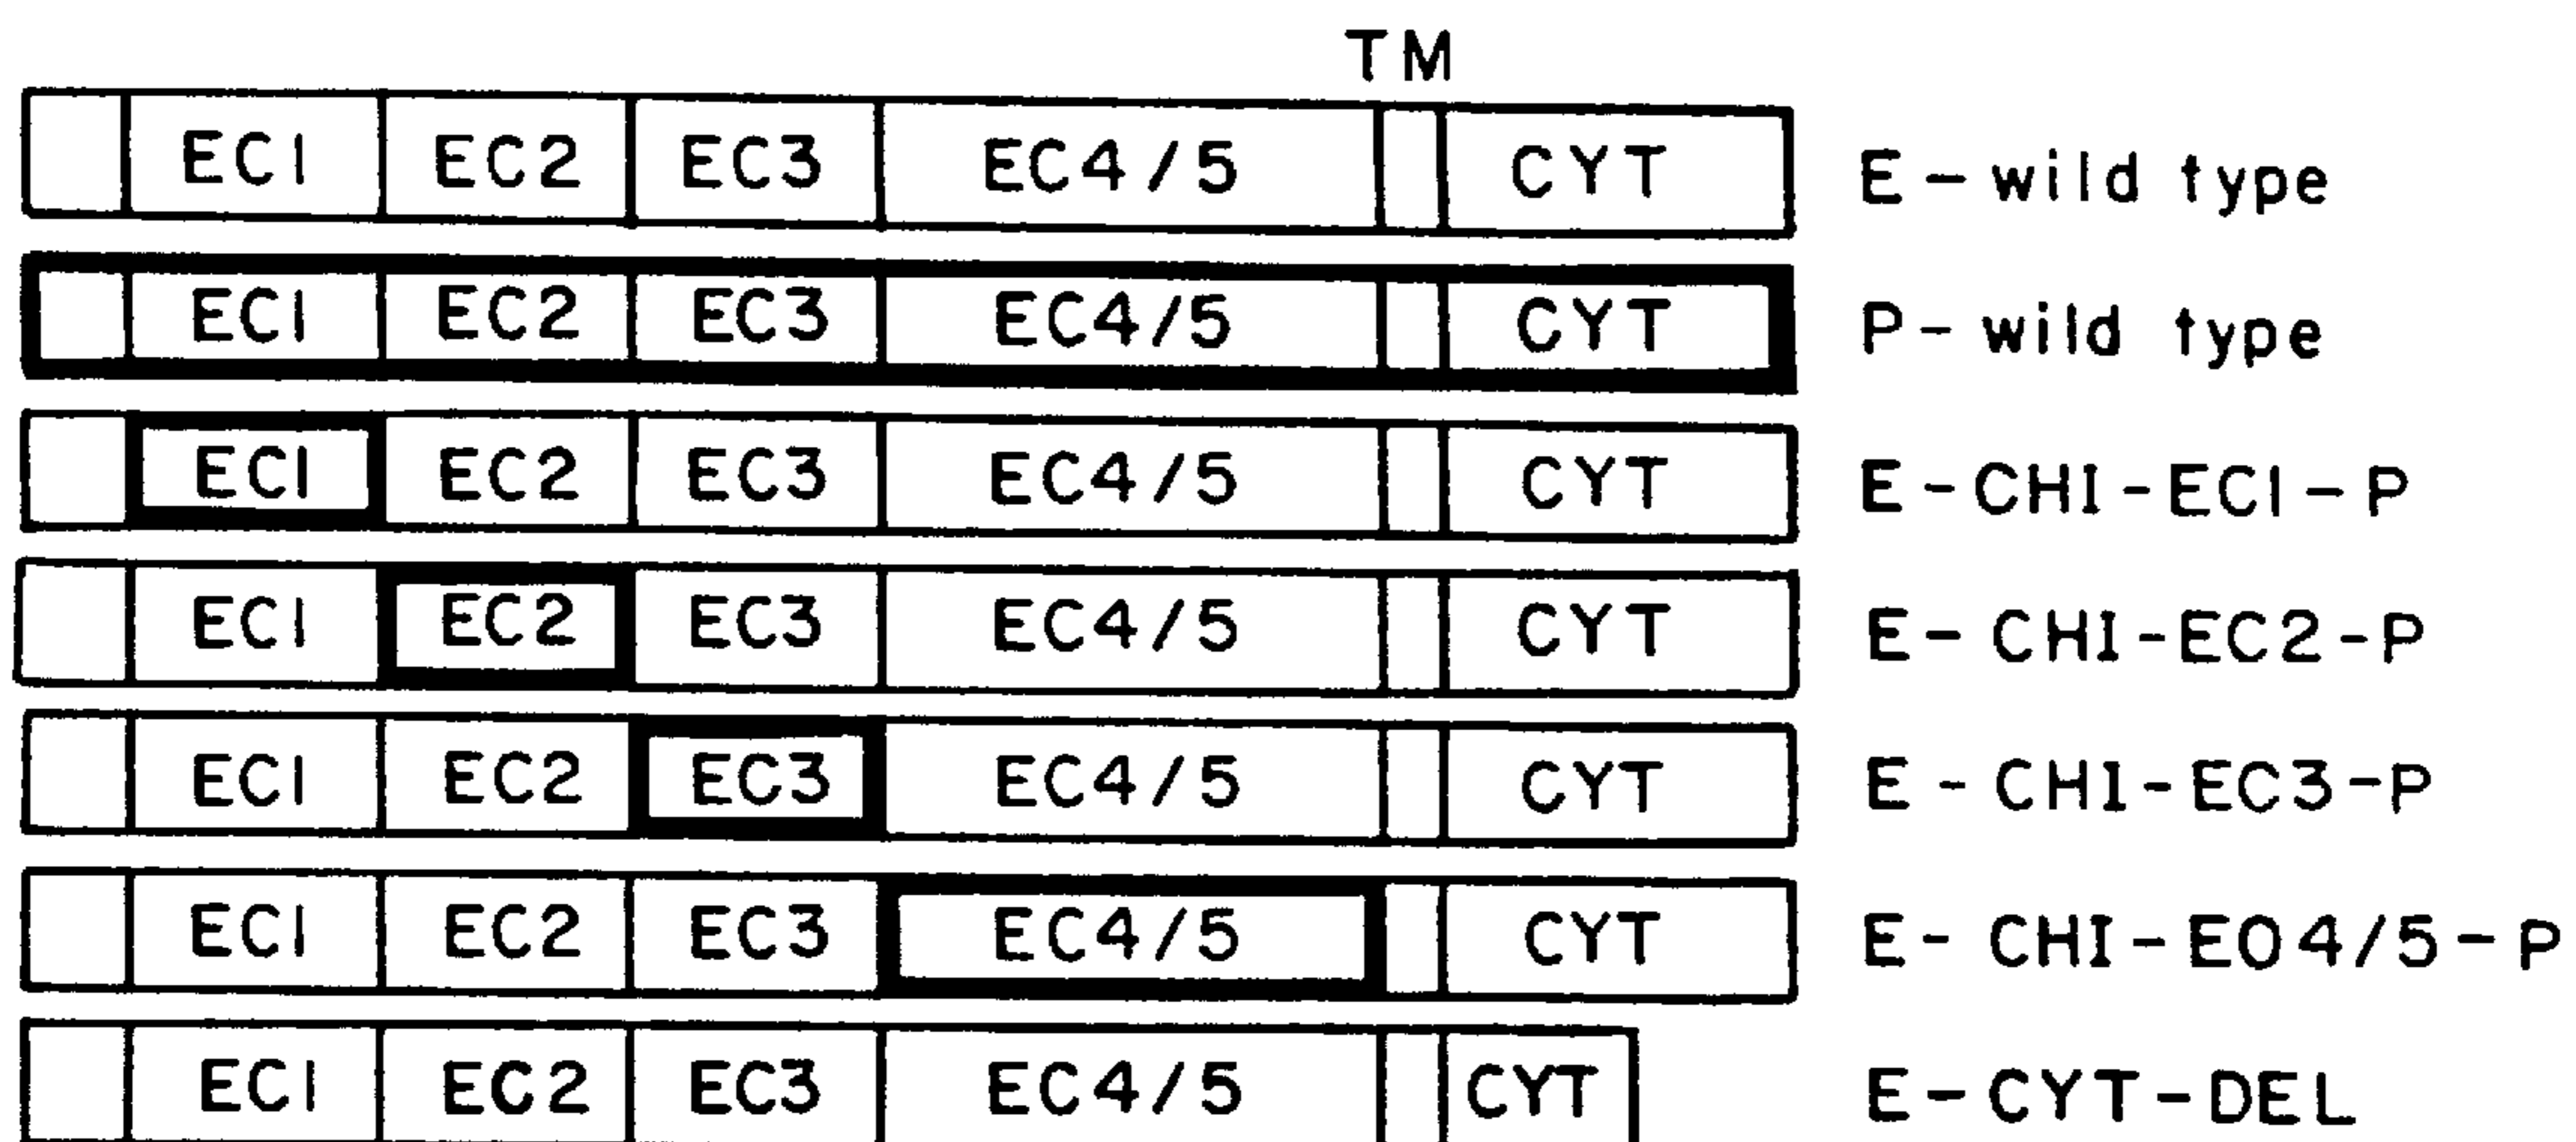 TM
EC1 EC2 EC3 EC4/5 CYT E-wild type
EC1 EC2 EC3 EC4/5 CYT P-wild type
EC1 EC2 EC3 EC4/5 CYT E-CHI-EC1-P
EC1 EC2 EC3 EC4/5 CYT E-CHI-EC2-P
EC1 EC2 EC3 EC4/5 CYT E-CHI-EC3-P
EC1 EC2 EC3 EC4/5 CYT E-CHI-EO4/5-P
EC1 EC2 EC3 EC4/5 CYT E-CYT-DEL